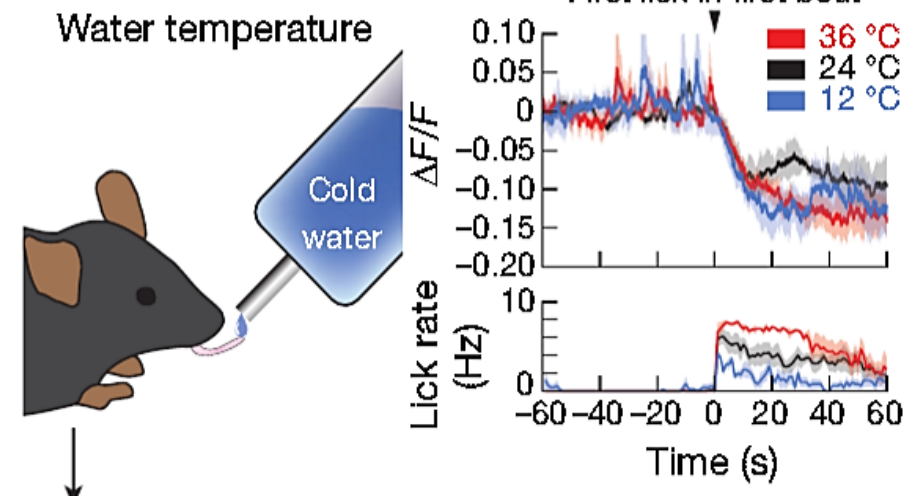 Water temperature
Cold
water
36 °C
24 °C
12 °C
ΔF/F
0.10
0.05
0
−0.05
−0.10
−0.15
−0.20
Lick rate
(Hz)
10
0
−60 −40 −20 0 20 40 60
Time (s)